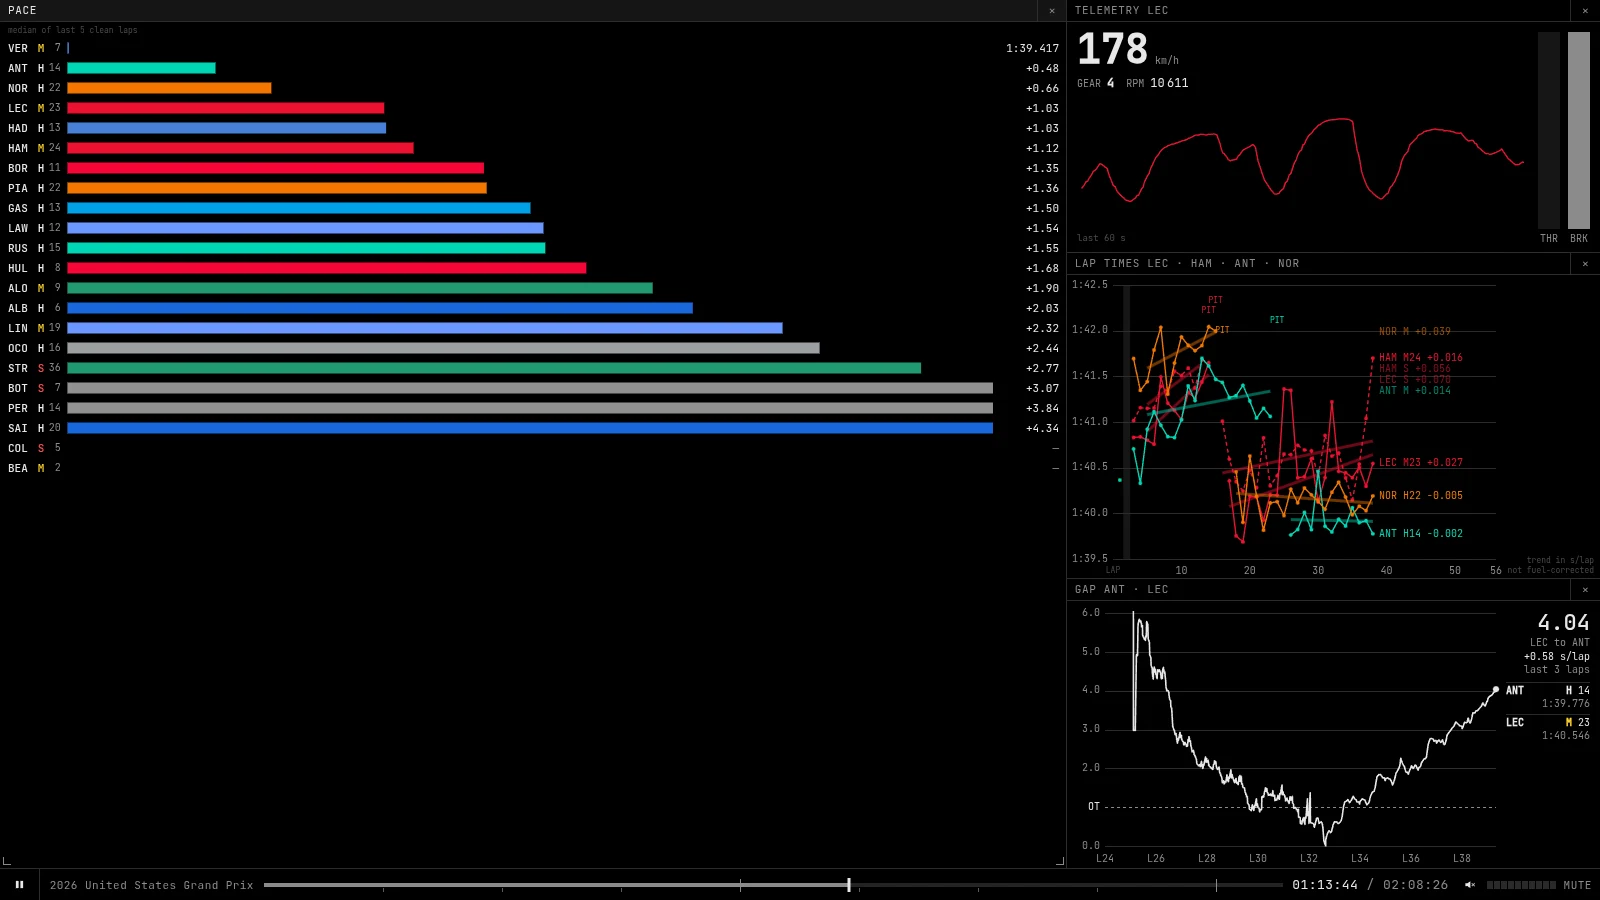 PACE ×
median of last 5 clean laps
VER M 7 1:39.417
ANT H 14 +0.48
NOR H 22 +0.66
LEC M 23 +1.03
HAD H 13 +1.03
HAM M 24 +1.12
BOR H 11 +1.35
PIA H 22 +1.36
GAS H 13 +1.50
LAW H 12 +1.54
RUS H 15 +1.55
HUL H 8 +1.68
ALO M 9 +1.90
ALB H 6 +2.03
LIN M 19 +2.32
OCO H 16 +2.44
STR S 36 +2.77
BOT S 7 +3.07
PER H 14 +3.84
SAI H 20 +4.34
COL S 5 —
BEA M 2 —
TELEMETRY LEC ×
178 km/h
GEAR 4 RPM 10 611
last 60 s
THR BRK
LAP TIMES LEC · HAM · ANT · NOR ×
1:42.5
PIT
PIT
PIT
1:42.0
PIT
NOR M +0.039
HAM M24 +0.016
HAM S +0.056
1:41.5
LEC S +0.070
ANT M +0.014
1:41.0
1:40.5
LEC M23 +0.027
NOR H22 -0.005
1:40.0
ANT H14 -0.002
1:39.5
trend in s/lap
LAP 10 20 30 40 50 56 not fuel-corrected
GAP ANT · LEC ×
6.0
5.0
4.0
3.0
2.0
OT
0.0
L24 L26 L28 L30 L32 L34 L36 L38
4.04
LEC to ANT
+0.58 s/lap
last 3 laps
ANT H 14
1:39.776
LEC M 23
1:40.546
2026 United States Grand Prix 01:13:44 / 02:08:26 MUTE